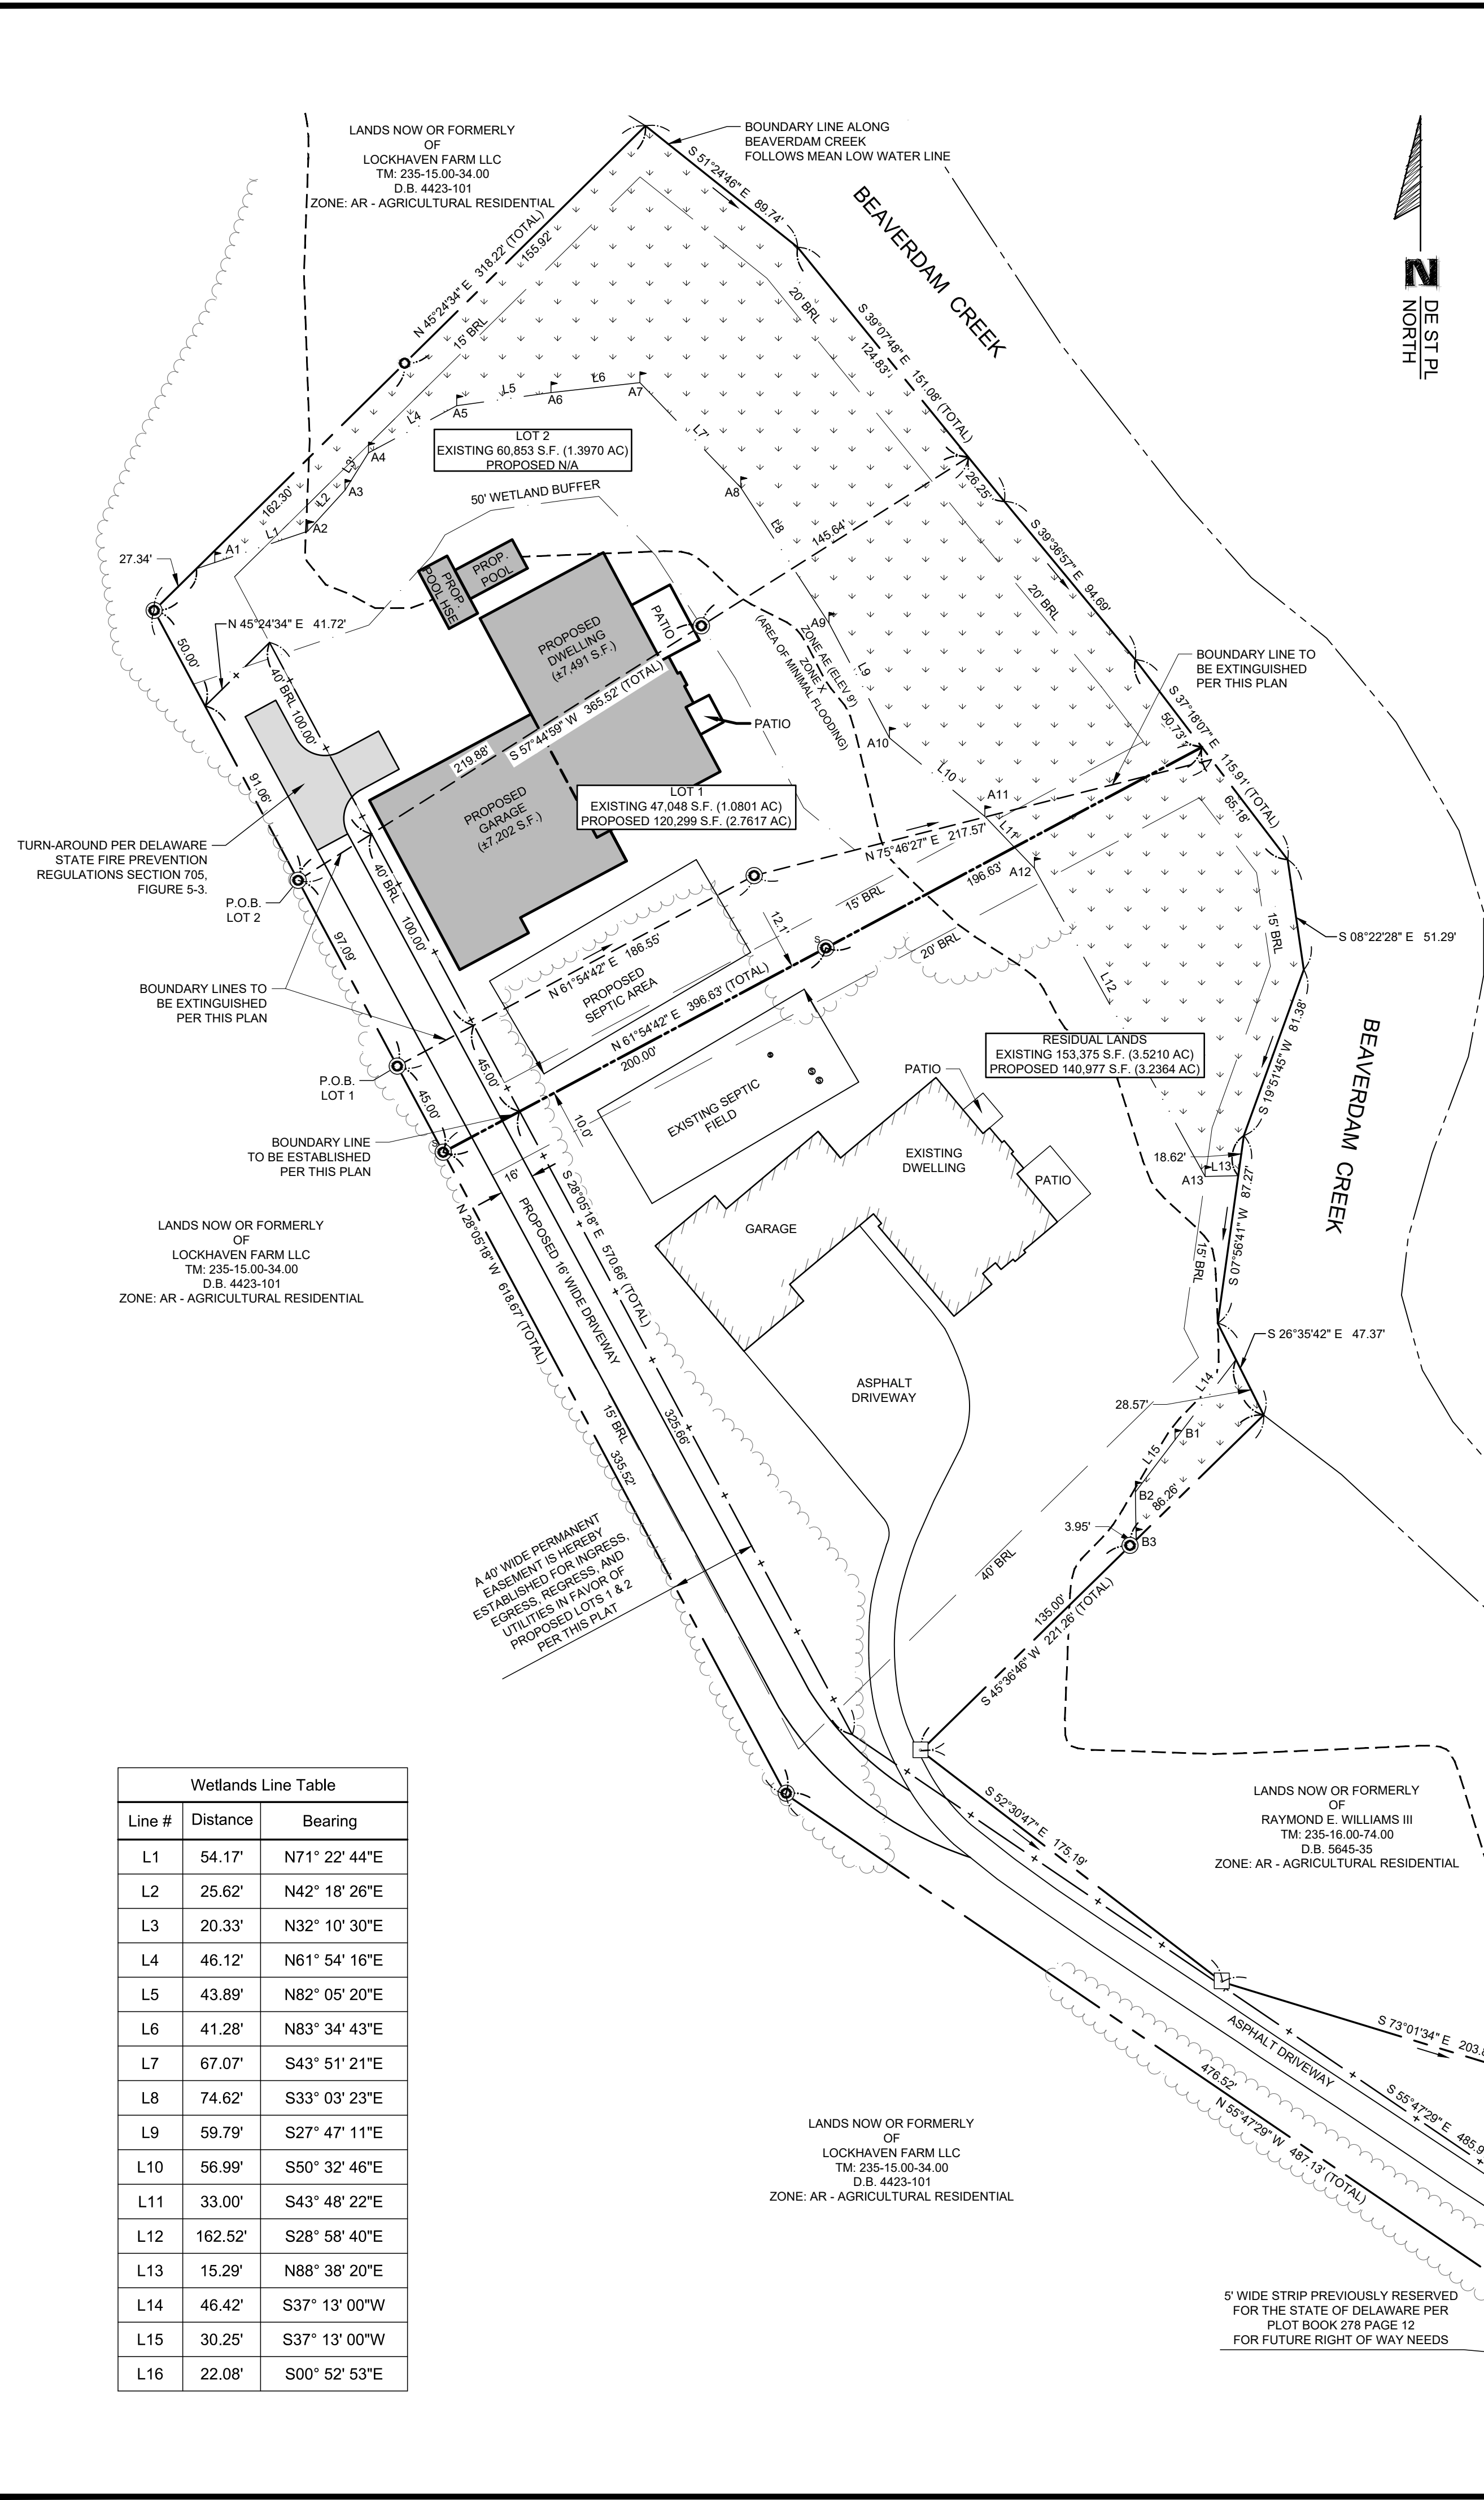 LANDS NOW OR FORMERLY
OF
LOCKHAVEN FARM LLC
TM: 235-15.00-34.00
D.B. 4423-101
ZONE: AR - AGRICULTURAL RESIDENTIAL
BOUNDARY LINE ALONG
BEAVERDAM CREEK
FOLLOWS MEAN LOW WATER LINE
S 51°24'46" E 89.74'
BEAVERDAM CREEK
N
DE ST PL
NORTH
N 45°24'34" E 318.22' (TOTAL)
155.92'
15' BRL
20' BRL
S 39°07'48" E 151.08' (TOTAL)
124.83'
26.25'
L5
L6
A5
A6
A7
L4
L7
A4
LOT 2
EXISTING 60,853 S.F. (1.3970 AC)
PROPOSED N/A
L3
A3
A8
50' WETLAND BUFFER
162.30'
L2
A2
L1
A1
L8
145.64'
27.34'
S 39°36'57" E 94.69'
20' BRL
PROP.
POOL
PROP.
POOL HSE
N 45°24'34" E 41.72'
50.00'
PATIO
PROPOSED
DWELLING
(±7,491 S.F.)
A9
ZONE AE (ELEV 9')
ZONE X
(AREA OF MINIMAL FLOODING)
L9
BOUNDARY LINE TO
BE EXTINGUISHED
PER THIS PLAN
40' BRL 100.00'
S 57°44'59" W 365.52' (TOTAL)
219.88'
PATIO
A10
S 37°18'07" E 115.91' (TOTAL)
50.73'
65.18'
L10
A11
LOT 1
EXISTING 47,048 S.F. (1.0801 AC)
PROPOSED 120,299 S.F. (2.7617 AC)
PROPOSED
GARAGE
(±7,202 S.F.)
91.06'
TURN-AROUND PER DELAWARE
STATE FIRE PREVENTION
REGULATIONS SECTION 705,
FIGURE 5-3.
P.O.B.
LOT 2
40' BRL
100.00'
N 75°46'27" E 217.57'
L11
A12
196.63'
15' BRL
20' BRL
12.1'
S
15' BRL
S 08°22'28" E 51.29'
97.09'
BOUNDARY LINES TO
BE EXTINGUISHED
PER THIS PLAN
N 61°54'42" E 186.55'
PROPOSED
SEPTIC AREA
N 61°54'42" E 396.63' (TOTAL)
200.00'
L12
RESIDUAL LANDS
EXISTING 153,375 S.F. (3.5210 AC)
PROPOSED 140,977 S.F. (3.2364 AC)
S 19°51'45" W 81.38'
BEAVERDAM CREEK
P.O.B.
LOT 1
45.00'
45.00'
S
S
S
PATIO
EXISTING SEPTIC
FIELD
10.0'
BOUNDARY LINE
TO BE ESTABLISHED
PER THIS PLAN
S
16'
EXISTING
DWELLING
PATIO
18.62'
L13
A13
S 07°56'41" W 87.27'
GARAGE
LANDS NOW OR FORMERLY
OF
LOCKHAVEN FARM LLC
TM: 235-15.00-34.00
D.B. 4423-101
ZONE: AR - AGRICULTURAL RESIDENTIAL
N 28°05'18" W 618.67' (TOTAL)
PROPOSED 16' WIDE DRIVEWAY
S 28°05'18" E 570.66' (TOTAL)
15' BRL
S 26°35'42" E 47.37'
ASPHALT
DRIVEWAY
L14
28.57'
B1
15' BRL
335.52'
325.66'
L15
B2
86.26'
3.95'
B3
A 40' WIDE PERMANENT
EASEMENT IS HEREBY
ESTABLISHED FOR INGRESS,
EGRESS, REGRESS, AND
UTILITIES IN FAVOR OF
PROPOSED LOTS 1 & 2
PER THIS PLAT
40' BRL
135.00'
S 45°36'46" W 221.26' (TOTAL)
S 52°30'47" E 175.19'
LANDS NOW OR FORMERLY
OF
RAYMOND E. WILLIAMS III
TM: 235-16.00-74.00
D.B. 5645-35
ZONE: AR - AGRICULTURAL RESIDENTIAL
Wetlands Line Table
Line # Distance Bearing
L1 54.17' N71° 22' 44"E
L2 25.62' N42° 18' 26"E
L3 20.33' N32° 10' 30"E
L4 46.12' N61° 54' 16"E
L5 43.89' N82° 05' 20"E
L6 41.28' N83° 34' 43"E
L7 67.07' S43° 51' 21"E
L8 74.62' S33° 03' 23"E
L9 59.79' S27° 47' 11"E
L10 56.99' S50° 32' 46"E
L11 33.00' S43° 48' 22"E
L12 162.52' S28° 58' 40"E
L13 15.29' N88° 38' 20"E
L14 46.42' S37° 13' 00"W
L15 30.25' S37° 13' 00"W
L16 22.08' S00° 52' 53"E
S 73°01'34" E
ASPHALT DRIVEWAY
S 55°47'29" E
476.52'
N 55°47'29" W 487.13' (TOTAL)
LANDS NOW OR FORMERLY
OF
LOCKHAVEN FARM LLC
TM: 235-15.00-34.00
D.B. 4423-101
ZONE: AR - AGRICULTURAL RESIDENTIAL
5' WIDE STRIP PREVIOUSLY RESERVED
FOR THE STATE OF DELAWARE PER
PLOT BOOK 278 PAGE 12
FOR FUTURE RIGHT OF WAY NEEDS